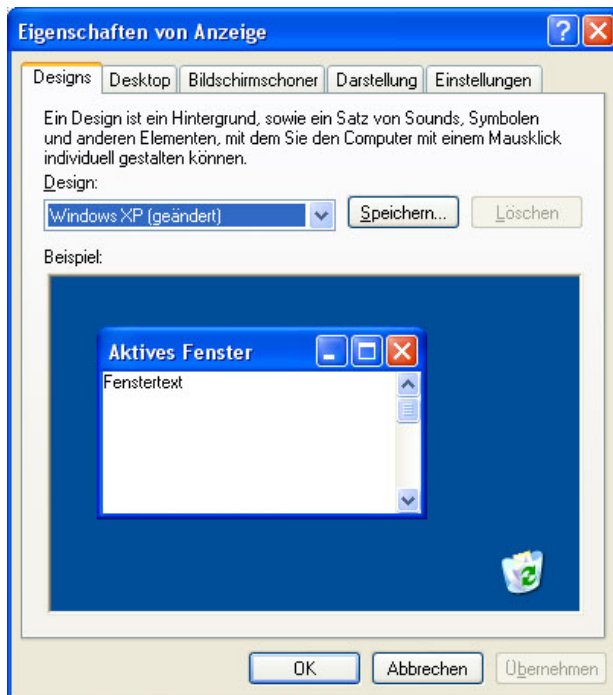 Eigenschaften von Anzeige
Designs Desktop Bildschirmschoner Darstellung Einstellungen
Ein Design ist ein Hintergrund, sowie ein Satz von Sounds, Symbolen
und anderen Elementen, mit dem Sie den Computer mit einem Mausklick
individuell gestalten können.
Design:
Windows XP (geändert) Speichern... Löschen
Beispiel:
Aktives Fenster
Fenstertext
OK Abbrechen Übernehmen